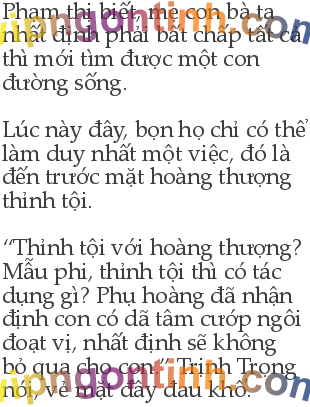 Phạm thị biết, mẹ con bà ta
nhất định phải bất chấp tất cả
thì mới tìm được một con
đường sống.
Lúc này đây, bọn họ chỉ có thể
làm duy nhất một việc, đó là
đến trước mặt hoàng thượng
thỉnh tội.
“Thỉnh tội với hoàng thượng?
Mẫu phi, thỉnh tội thì có tác
dụng gì? Phụ hoàng đã nhận
định con có dã tâm cướp ngôi
đoạt vị, nhất định sẽ không
bỏ qua cho con.” Trịnh Trọng
nói, vẻ mặt đầy đau khổ.
vipngontinh.com
vipngontinh.com